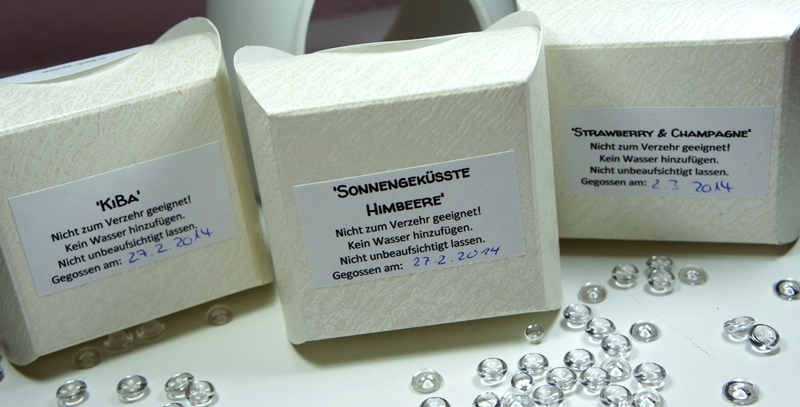 'KiBa'
Nicht zum Verzehr geeignet!
Kein Wasser hinzufügen.
Nicht unbeaufsichtigt lassen.
Gegossen am: 27.2.2014
'Sonnengeküsste
Himbeere'
Nicht zum Verzehr geeignet!
Kein Wasser hinzufügen.
Nicht unbeaufsichtigt lassen.
Gegossen am: 27.2.2014
'Strawberry & Champagne'
Nicht zum Verzehr geeignet!
Kein Wasser hinzufügen.
Nicht unbeaufsichtigt lassen.
Gegossen am: 2.3.2014